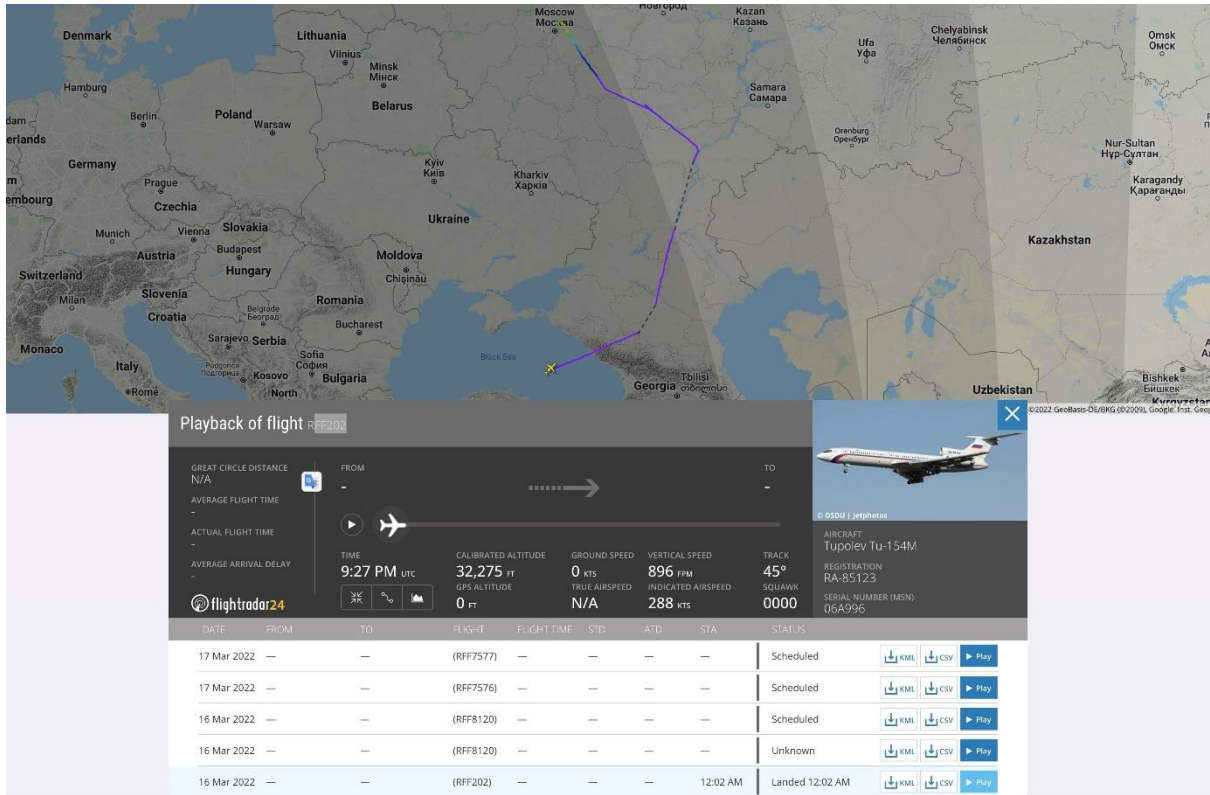 Moscow
Москва
Kazan
Казань
Denmark
Lithuania
Chelyabinsk
Челябинск
Omsk
Омск
Ufa
Уфа
Vilnius
Minsk
Мінск
Hamburg
Samara
Самара
Belarus
Berlin
Poland
Warsaw
erlands
Orenburg
Оренбург
Nur-Sultan
Нұр-Сұлтан
Germany
Kyiv
Київ
Kharkiv
Харків
Karagandy
Қарағанды
Prague
embourg
Czechia
Ukraine
Munich
Vienna
Slovakia
Kazakhstan
Austria
Budapest
Moldova
Switzerland
Hungary
Chișinău
Milan
Slovenia
Romania
Croatia
Belgrade
Београд
Bucharest
Sarajevo
Serbia
Monaco
Black Sea
Sofia
София
Italy
Podgorica
Подгорица
Kosovo
Bulgaria
Tbilisi
თბილისი
Bishkek
Бишкек
Rome
North
Georgia
Uzbekistan
Kyrgyzstan
©2022 GeoBasis-DE/BKG (©2009), Google, Inst. Geog
Playback of flight RFF202
GREAT CIRCLE DISTANCE
N/A
FROM
-
TO
-
AVERAGE FLIGHT TIME
-
© OSDU | Jetphotos
ACTUAL FLIGHT TIME
-
AIRCRAFT
Tupolev Tu-154M
AVERAGE ARRIVAL DELAY
-
TIME CALIBRATED ALTITUDE GROUND SPEED VERTICAL SPEED TRACK
9:27 PM UTC 32,275 FT 0 KTS 896 FPM 45°
REGISTRATION
RA-85123
GPS ALTITUDE TRUE AIRSPEED INDICATED AIRSPEED SQUAWK
0 FT N/A 288 KTS 0000
SERIAL NUMBER (MSN)
06A996
flightradar24
DATE FROM TO FLIGHT FLIGHT TIME STD ATD STA STATUS
17 Mar 2022 — — (RFF7577) — — — — Scheduled KML CSV Play
17 Mar 2022 — — (RFF7576) — — — — Scheduled KML CSV Play
16 Mar 2022 — — (RFF8120) — — — — Scheduled KML CSV Play
16 Mar 2022 — — (RFF8120) — — — — Unknown KML CSV Play
16 Mar 2022 — — (RFF202) — — — 12:02 AM Landed 12:02 AM KML CSV Play